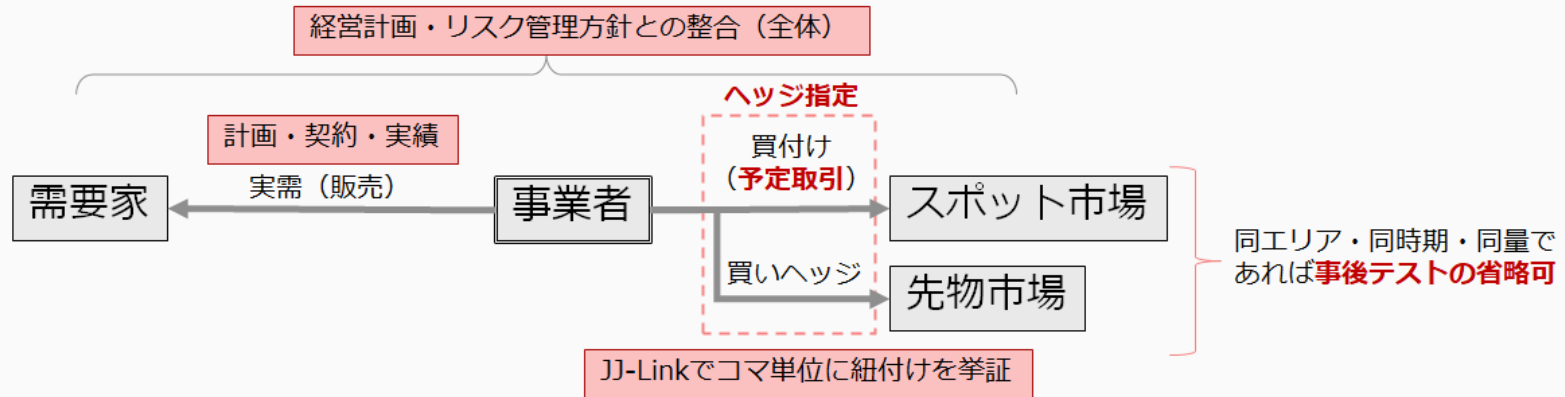 経営計画・リスク管理方針との整合（全体）
ヘッジ指定
計画・契約・実績
買付け
（予定取引）
需要家
実需（販売）
事業者
スポット市場
同エリア・同時期・同量で
あれば事後テストの省略可
買いヘッジ
先物市場
JJ-Linkでコマ単位に紐付けを挙証